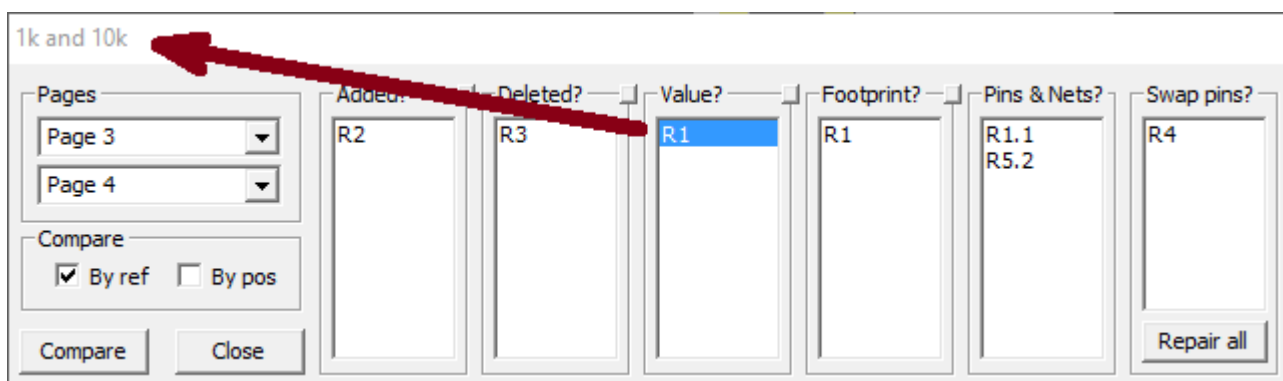 1k and 10k
Pages
Page 3
Page 4
Compare
By ref
By pos
Compare
Close
Added?
R2
Deleted?
R3
Value?
R1
Footprint?
R1
Pins & Nets?
R1.1
R5.2
Swap pins?
R4
Repair all